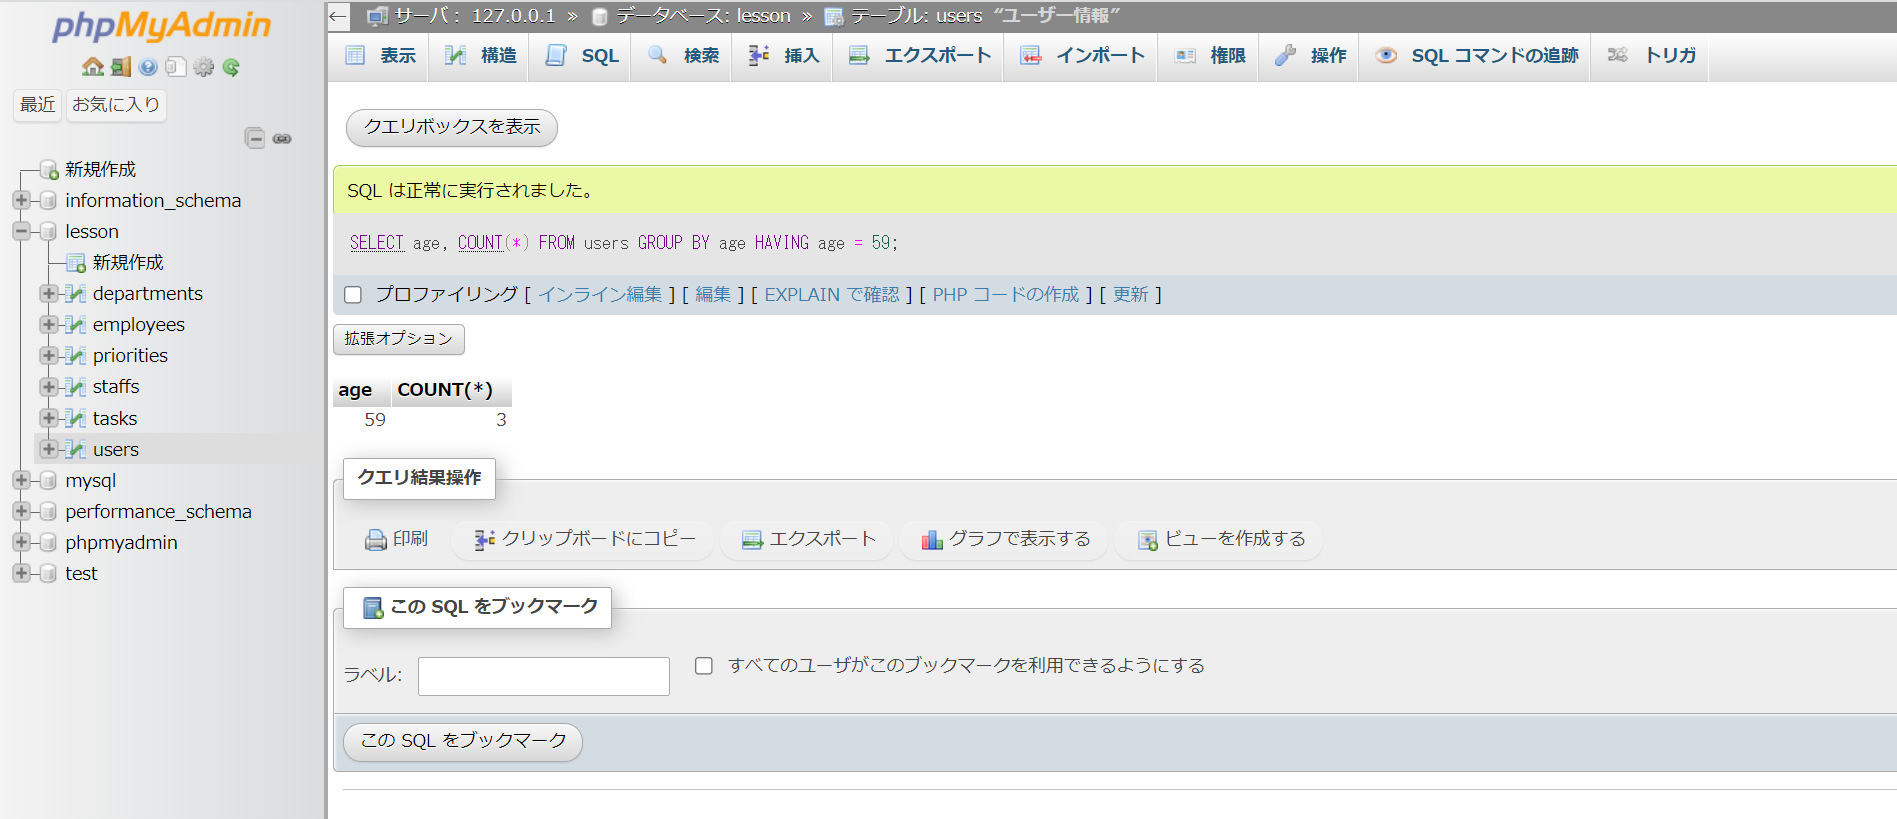 phpMyAdmin
最近 お気に入り
新規作成
information_schema
lesson
新規作成
departments
employees
priorities
staffs
tasks
users
mysql
performance_schema
phpmyadmin
test
← サーバ: 127.0.0.1 » データベース: lesson » テーブル: users “ユーザー情報”
表示 構造 SQL 検索 挿入 エクスポート インポート 権限 操作 SQL コマンドの追跡 トリガ
クエリボックスを表示
SQL は正常に実行されました。
SELECT age, COUNT(*) FROM users GROUP BY age HAVING age = 59;
プロファイリング [ インライン編集 ] [ 編集 ] [ EXPLAIN で確認 ] [ PHP コードの作成 ] [ 更新 ]
拡張オプション
age COUNT(*)
59 3
クエリ結果操作
印刷 クリップボードにコピー エクスポート グラフで表示する ビューを作成する
この SQL をブックマーク
ラベル: すべてのユーザがこのブックマークを利用できるようにする
この SQL をブックマーク